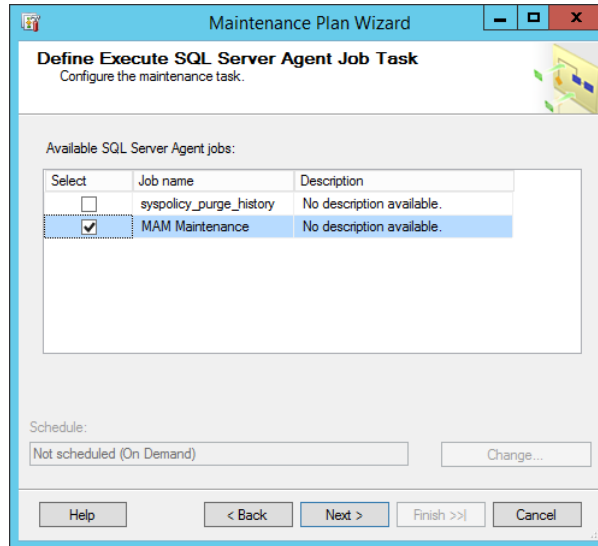 Maintenance Plan Wizard
Define Execute SQL Server Agent Job Task
Configure the maintenance task.
Available SQL Server Agent jobs:
Select Job name Description
syspolicy_purge_history No description available.
MAM Maintenance No description available.
Schedule:
Not scheduled (On Demand) Change...
Help < Back Next > Finish >>| Cancel